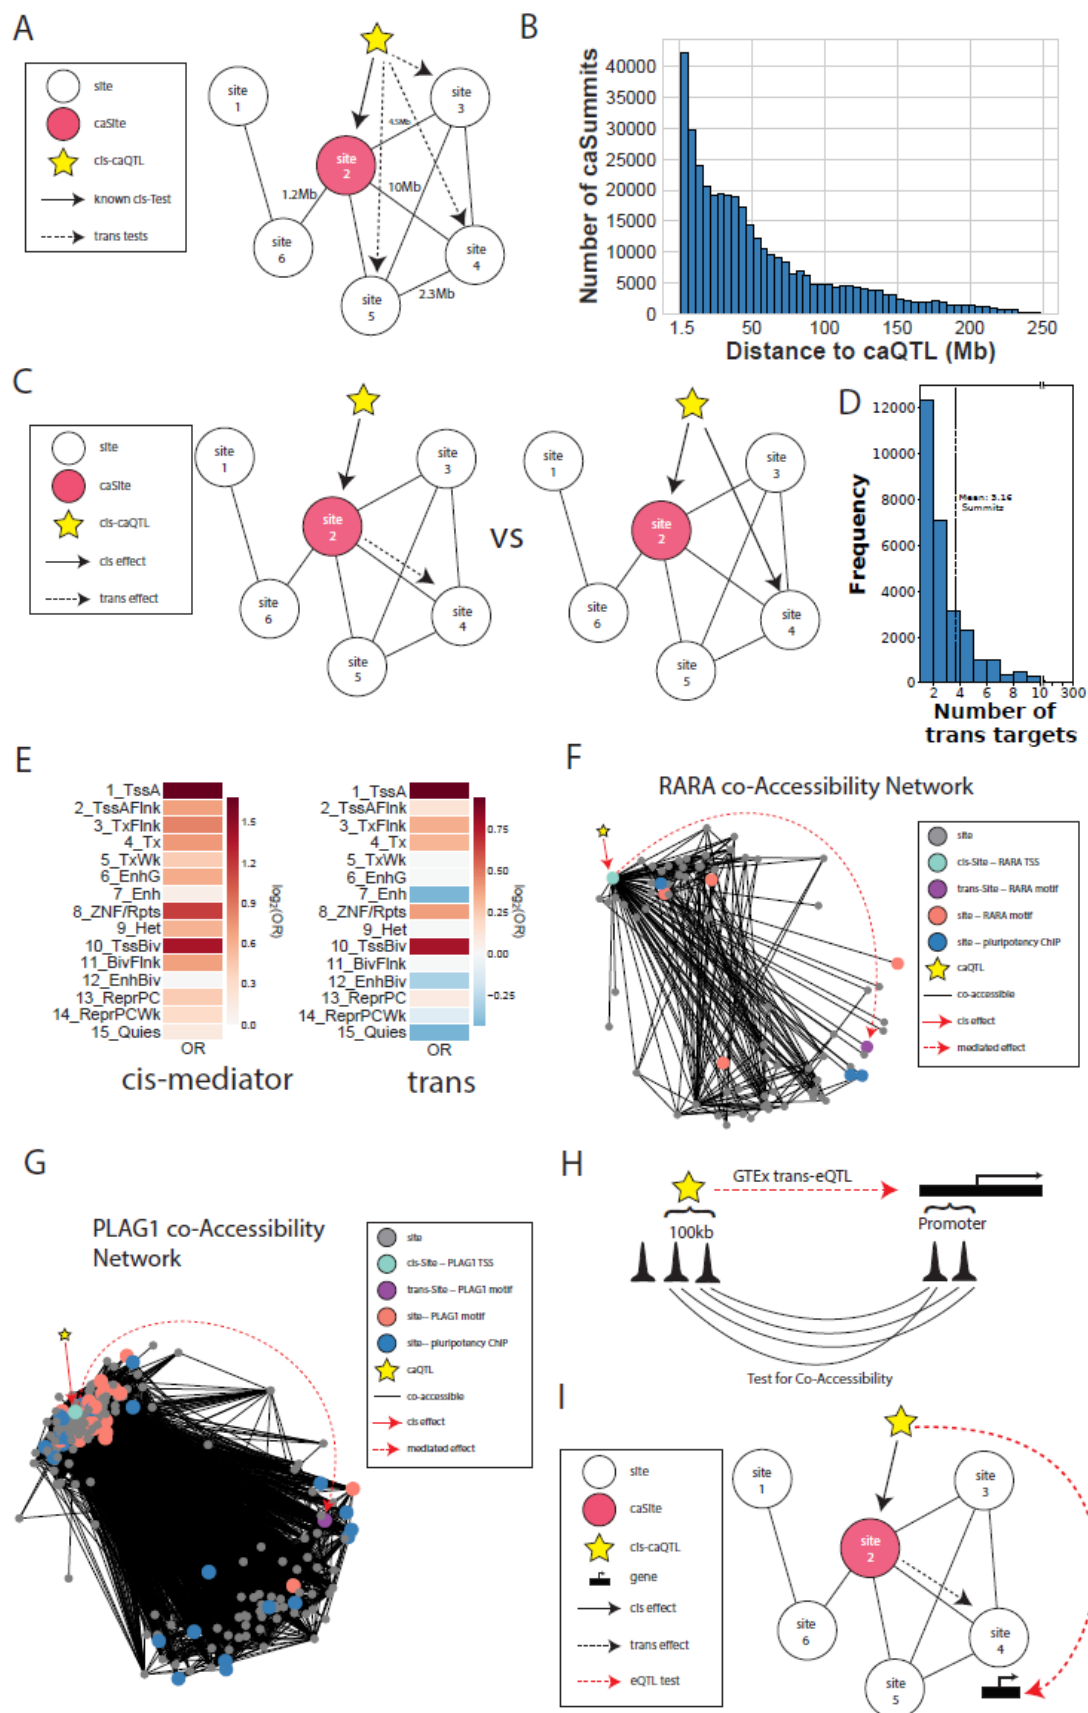 A
site
caSite
cis-caQTL
known cis-Test
trans tests
site
1
site
2
site
3
site
4
site
5
site
6
4.5Mb
10Mb
1.2Mb
2.3Mb
B
Number of caSummits
40000
35000
30000
25000
20000
15000
10000
5000
0
1.5 50 100 150 200 250
Distance to caQTL (Mb)
C
site
caSite
cis-caQTL
cis effect
trans effect
site
1
site
2
site
3
site
4
site
5
site
6
VS
site
1
site
2
site
3
site
4
site
5
site
6
D
Frequency
12000
10000
8000
6000
4000
2000
0
Mean: 3.16
Summits
2 4 6 8 10 300
Number of
trans targets
E
1_TssA
2_TssAFlnk
3_TxFlnk
4_Tx
5_TxWk
6_EnhG
7_Enh
8_ZNF/Rpts
9_Het
10_TssBiv
11_BivFlnk
12_EnhBiv
13_ReprPC
14_ReprPCWk
15_Quies
OR
cis-mediator
1.5
1.2
0.9
0.6
0.3
0.0
log2(OR)
1_TssA
2_TssAFlnk
3_TxFlnk
4_Tx
5_TxWk
6_EnhG
7_Enh
8_ZNF/Rpts
9_Het
10_TssBiv
11_BivFlnk
12_EnhBiv
13_ReprPC
14_ReprPCWk
15_Quies
OR
trans
0.75
0.50
0.25
0.00
−0.25
log2(OR)
F
RARA co-Accessibility Network
site
cis-Site – RARA TSS
trans-Site – RARA motif
site – RARA motif
site – pluripotency ChIP
caQTL
co-accessible
cis effect
mediated effect
G
PLAG1 co-Accessibility
Network
site
cis-Site – PLAG1 TSS
trans-Site – PLAG1 motif
site– PLAG1 motif
site– pluripotency ChIP
caQTL
co-accessible
cis effect
mediated effect
H
GTEx trans-eQTL
100kb
Promoter
Test for Co-Accessibility
I
site
caSite
cis-caQTL
gene
cis effect
trans effect
eQTL test
site
1
site
2
site
3
site
4
site
5
site
6